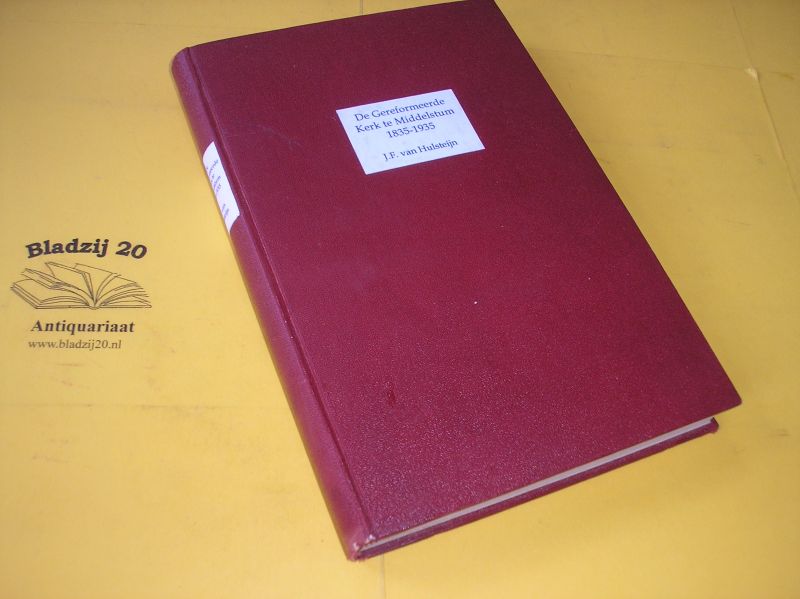 De Gereformeerde
Kerk te Middelstum
1835-1935
J.F. van Hulsteijn
Bladzij 20
Antiquariaat
www.bladzij20.nl